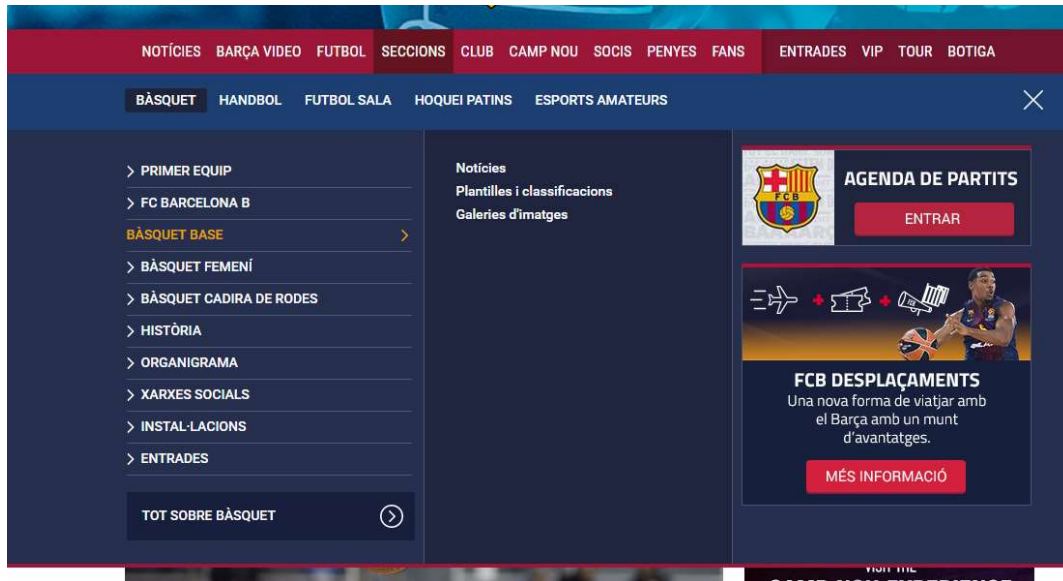 NOTÍCIES BARÇA VIDEO FUTBOL SECCIONS CLUB CAMP NOU SOCIS PENYES FANS ENTRADES VIP TOUR BOTIGA
BÀSQUET HANDBOL FUTBOL SALA HOQUEI PATINS ESPORTS AMATEURS
PRIMER EQUIP
FC BARCELONA B
BÀSQUET BASE
BÀSQUET FEMENÍ
BÀSQUET CADIRA DE RODES
HISTÒRIA
ORGANIGRAMA
XARXES SOCIALS
INSTAL·LACIONS
ENTRADES
TOT SOBRE BÀSQUET
Notícies
Plantilles i classificacions
Galeries d'imatges
FCB
AGENDA DE PARTITS
ENTRAR
FCB DESPLAÇAMENTS
Una nova forma de viatjar amb
el Barça amb un munt
d'avantatges.
MÉS INFORMACIÓ
VISIT THE